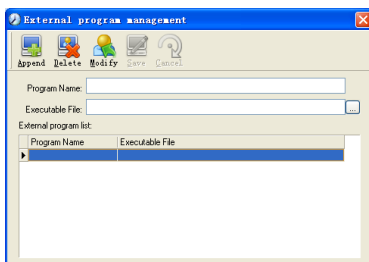 External program management
Append Delete Modify Save Cancel
Program Name:
Executable File: ...
External program list:
Program Name Executable File